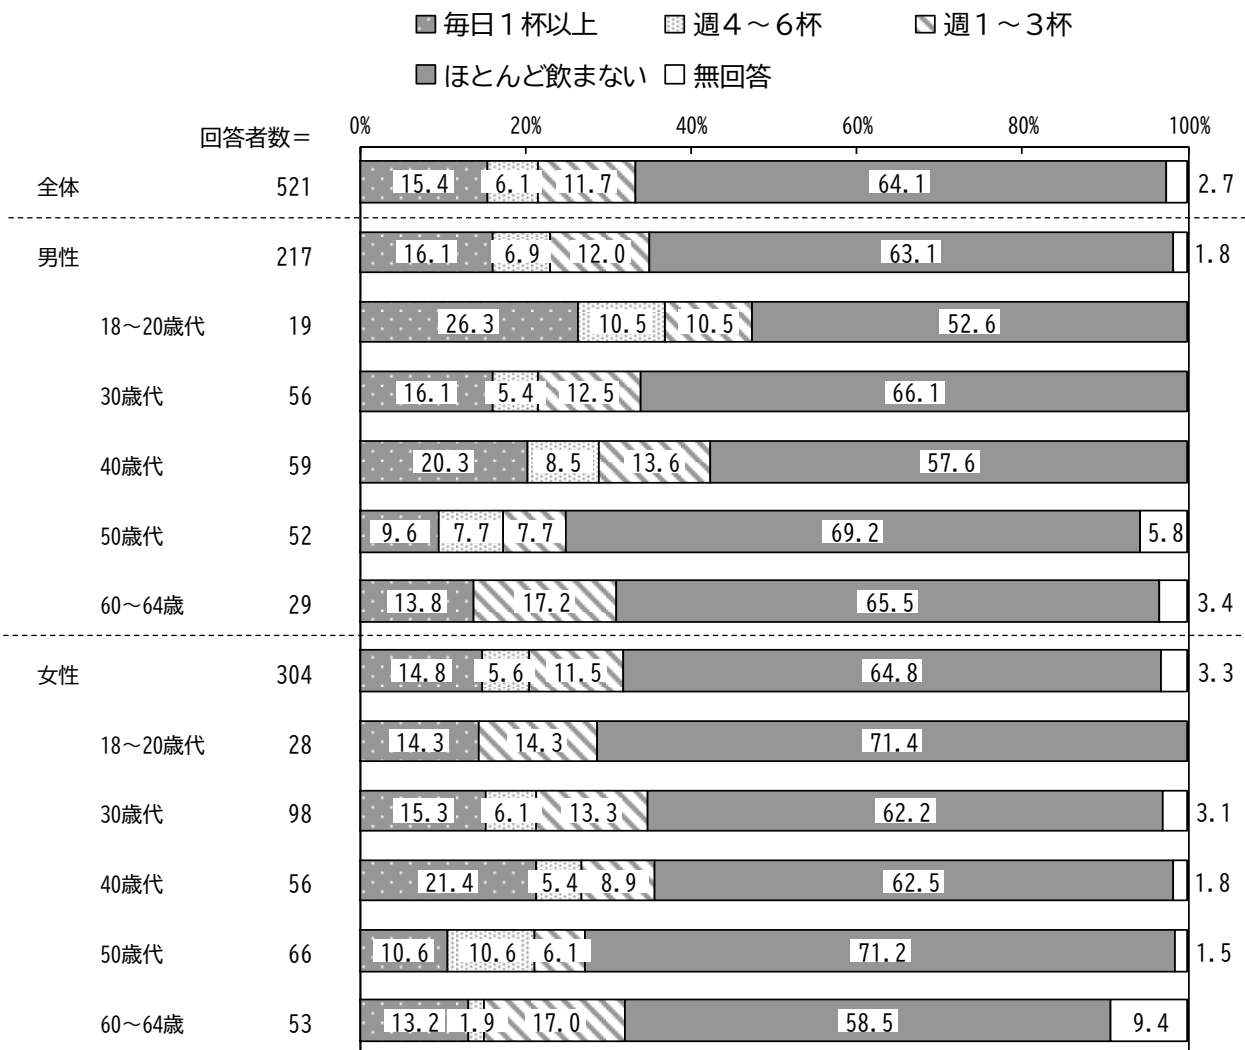 毎日１杯以上 週４～６杯 週１～３杯
ほとんど飲まない 無回答
回答者数＝ 0% 20% 40% 60% 80% 100%
全体 521 15.4 6.1 11.7 64.1 2.7
男性 217 16.1 6.9 12.0 63.1 1.8
18～20歳代 19 26.3 10.5 10.5 52.6
30歳代 56 16.1 5.4 12.5 66.1
40歳代 59 20.3 8.5 13.6 57.6
50歳代 52 9.6 7.7 7.7 69.2 5.8
60～64歳 29 13.8 17.2 65.5 3.4
女性 304 14.8 5.6 11.5 64.8 3.3
18～20歳代 28 14.3 14.3 71.4
30歳代 98 15.3 6.1 13.3 62.2 3.1
40歳代 56 21.4 5.4 8.9 62.5 1.8
50歳代 66 10.6 10.6 6.1 71.2 1.5
60～64歳 53 13.2 1.9 17.0 58.5 9.4